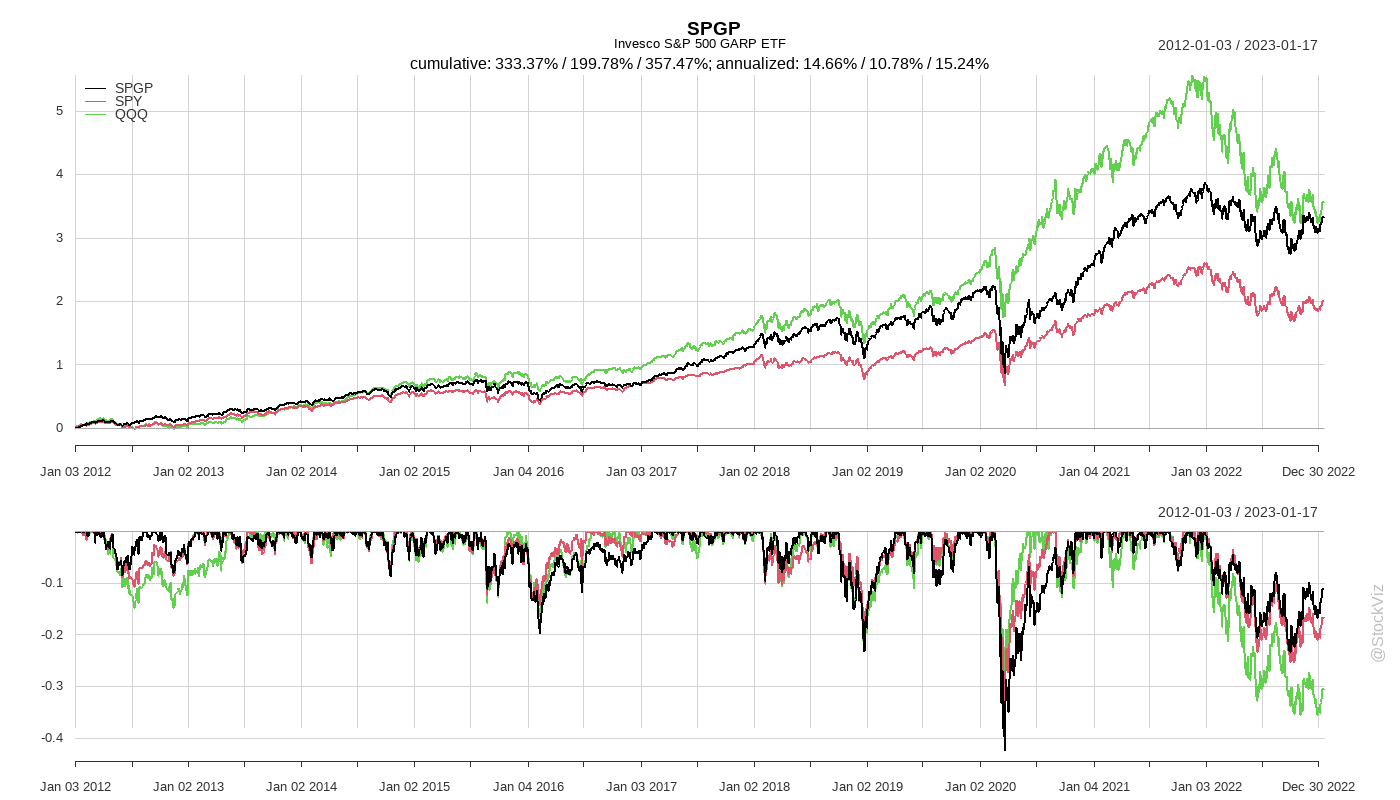 SPGP
Invesco S&P 500 GARP ETF
2012-01-03 / 2023-01-17
cumulative: 333.37% / 199.78% / 357.47%; annualized: 14.66% / 10.78% / 15.24%
SPGP
SPY
QQQ
5
4
3
2
1
0
Jan 03 2012 Jan 02 2013 Jan 02 2014 Jan 02 2015 Jan 04 2016 Jan 03 2017 Jan 02 2018 Jan 02 2019 Jan 02 2020 Jan 04 2021 Jan 03 2022 Dec 30 2022
2012-01-03 / 2023-01-17
-0.1
-0.2
-0.3
-0.4
Jan 03 2012 Jan 02 2013 Jan 02 2014 Jan 02 2015 Jan 04 2016 Jan 03 2017 Jan 02 2018 Jan 02 2019 Jan 02 2020 Jan 04 2021 Jan 03 2022 Dec 30 2022
@StockViz